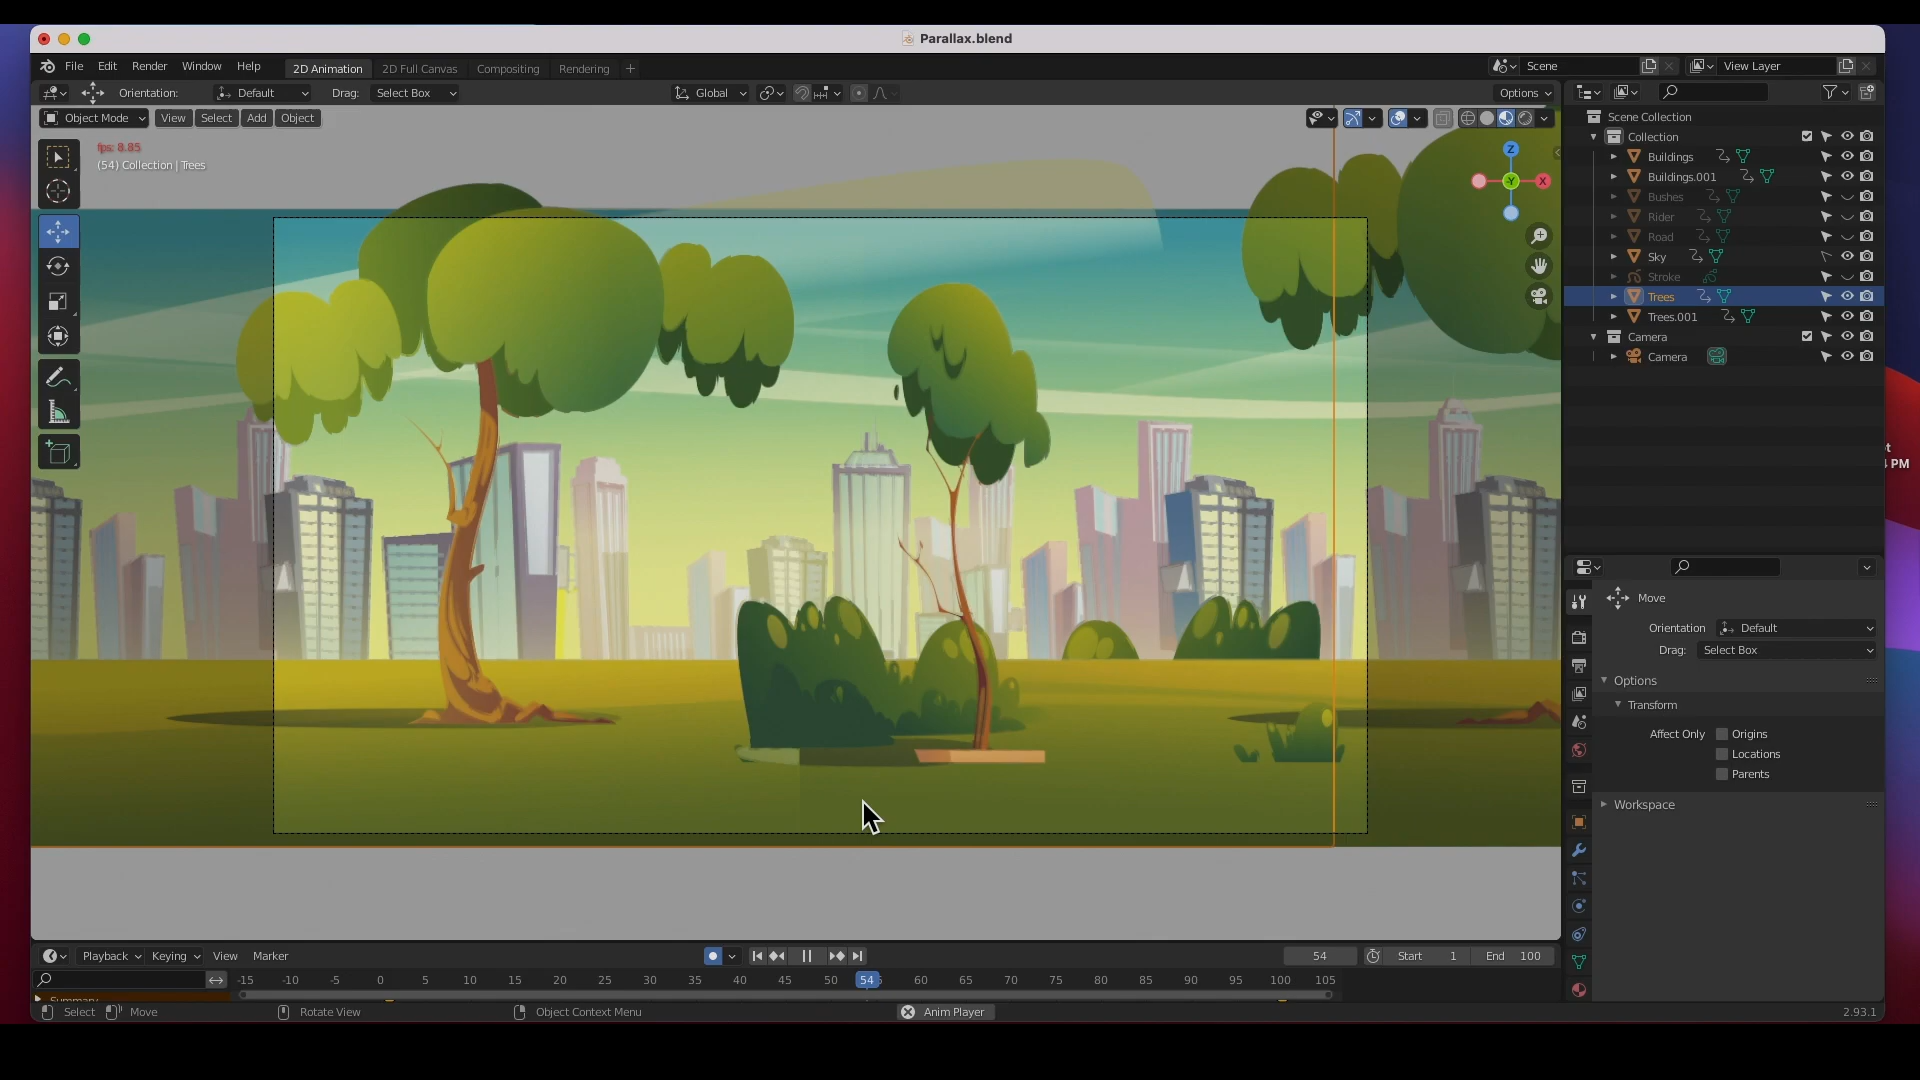 Parallax.blend
File Edit Render Window Help 2D Animation 2D Full Canvas Compositing Rendering + Scene View Layer
Orientation: Default Drag: Select Box Global Options
Object Mode View Select Add Object
fps: 8.85
(54) Collection | Trees
Z
Y
X
Scene Collection
Collection
Buildings
Buildings.001
Bushes
Rider
Road
Sky
Stroke
Trees
Trees.001
Camera
Camera
PM
Move
Orientation Default
Drag: Select Box
Options
Transform
Affect Only Origins
Locations
Parents
Workspace
Playback Keying View Marker 54 Start 1 End 100
-15 -10 -5 0 5 10 15 20 25 30 35 40 45 50 54 60 65 70 75 80 85 90 95 100 105
Summary
Select Move Rotate View Object Context Menu Anim Player 2.93.1